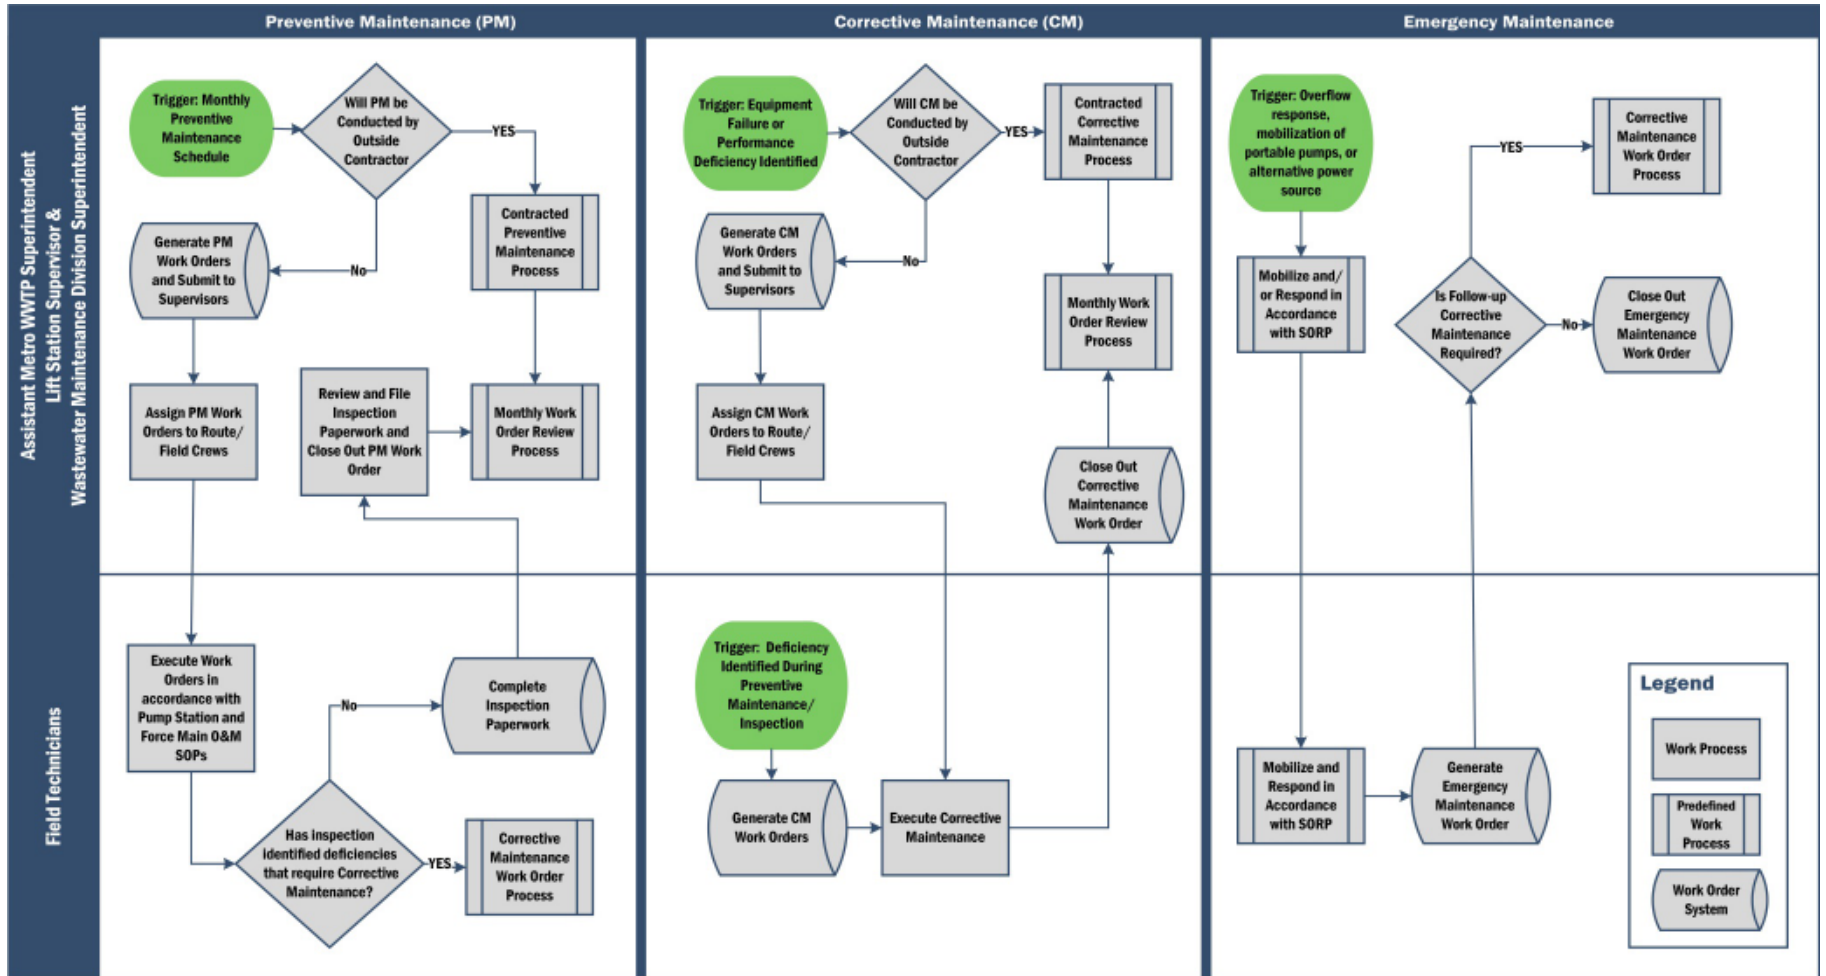 Preventive Maintenance (PM)
Corrective Maintenance (CM)
Emergency Maintenance
Assistant Metro WWTP Superintendent
Lift Station Supervisor &
Wastewater Maintenance Division Superintendent
Field Technicians
Trigger: Monthly
Preventive
Maintenance
Schedule
Will PM be
Conducted by
Outside
Contractor
YES
No
Contracted
Preventive
Maintenance
Process
Generate PM
Work Orders
and Submit to
Supervisors
Assign PM Work
Orders to Route/
Field Crews
Review and File
Inspection
Paperwork and
Close Out PM Work
Order
Monthly Work
Order Review
Process
Execute Work
Orders in
accordance with
Pump Station and
Force Main O&M
SOPs
No
Complete
Inspection
Paperwork
Has inspection
identified deficiencies
that require Corrective
Maintenance?
YES
Corrective
Maintenance
Work Order
Process
Trigger: Equipment
Failure or
Performance
Deficiency Identified
Will CM be
Conducted by
Outside
Contractor
YES
No
Contracted
Corrective
Maintenance
Process
Generate CM
Work Orders
and Submit to
Supervisors
Monthly Work
Order Review
Process
Assign CM Work
Orders to Route/
Field Crews
Close Out
Corrective
Maintenance
Work Order
Trigger: Deficiency
Identified During
Preventive
Maintenance/
Inspection
Generate CM
Work Orders
Execute Corrective
Maintenance
Trigger: Overflow
response,
mobilization of
portable pumps, or
alternative power
source
YES
Corrective
Maintenance
Work Order
Process
Mobilize and/
or Respond in
Accordance
with SORP
Is Follow-up
Corrective
Maintenance
Required?
No
Close Out
Emergency
Maintenance
Work Order
Mobilize and
Respond in
Accordance
with SORP
Generate
Emergency
Maintenance
Work Order
Legend
Work Process
Predefined
Work
Process
Work Order
System